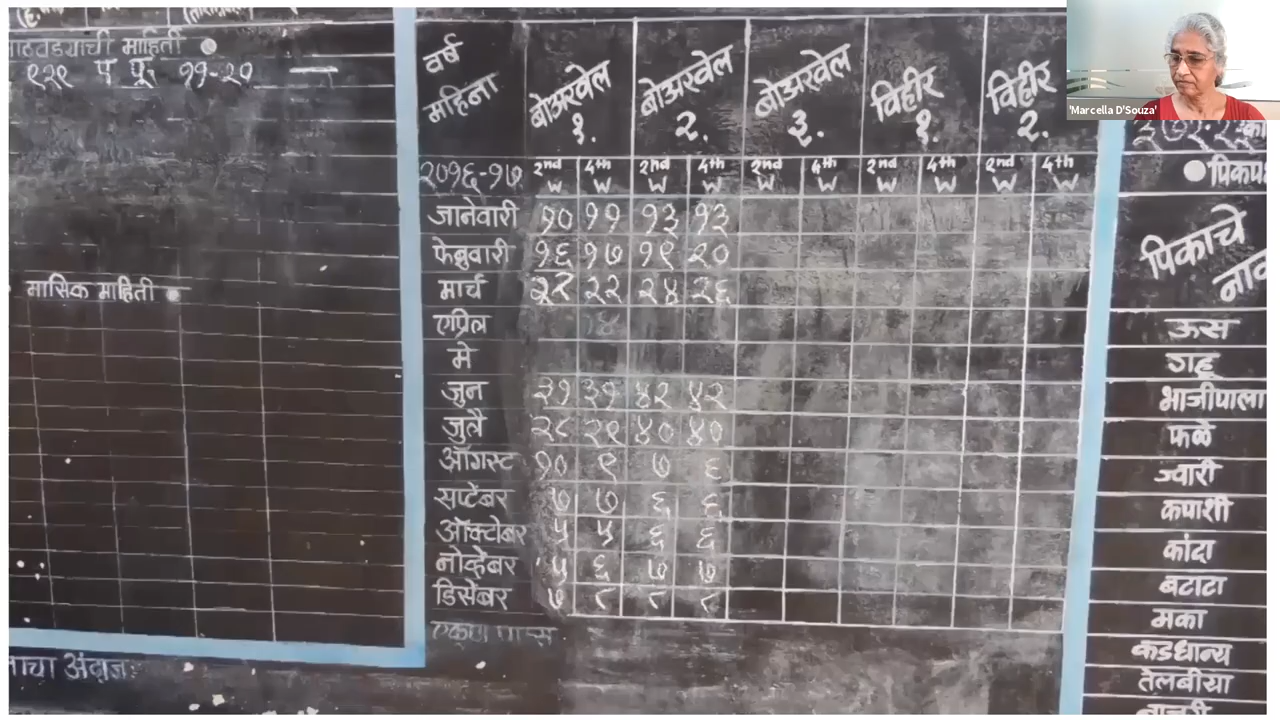 माहिती
११-२०
मासिक माहिती
अंदाज
वर्ष
महिना
बोअरवेल १.
बोअरवेल २.
बोअरवेल ३.
विहीर १.
विहीर २.
२०१६-१७ 2nd W 4th W 2nd W 4th W 2nd W 4th W 2nd W 4th W 2nd W 4th W
जानेवारी १० ११ १३ १३
फेब्रुवारी १६ १७ १९ २०
मार्च २२ २४ २६
एप्रिल
मे
जुन ३१ ३१ ४२ ४२
जुलै २८ २९ ४० ४०
ऑगस्ट १० ९ ७ ६
सप्टेंबर ७ ७ ६ ६
ऑक्टोबर ५ ५ ६ ६
नोव्हेंबर ५ ६ ७ ७
डिसेंबर ७ ८ ८ ८
'Marcella D'Souza'
पिकाचे
ऊस
गहू
भाजीपाला
फळे
ज्वारी
कपाशी
कांदा
बटाटा
मका
कडधान्य
तेलबीया